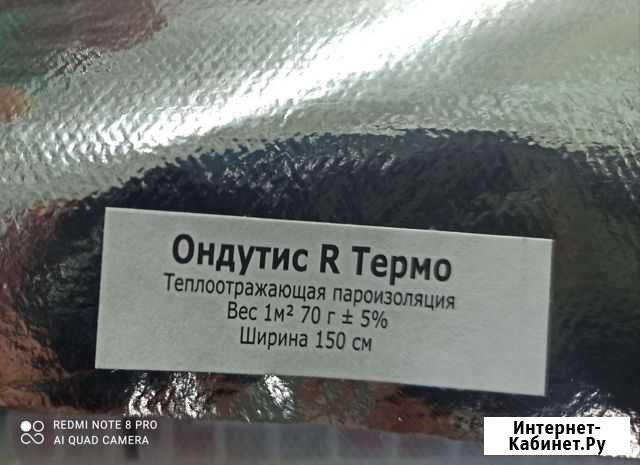 Ондутис R Термо
Теплоотражающая пароизоляция
Вес 1м² 70 г ± 5%
Ширина 150 см
REDMI NOTE 8 PRO
AI QUAD CAMERA
Интернет-
Кабинет.Ру